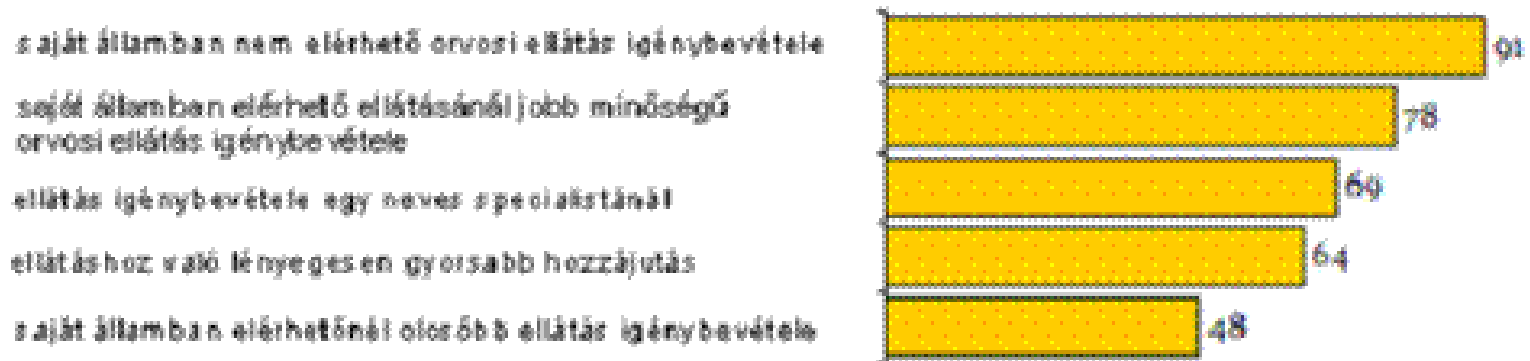 saját államban nem elérhető orvosi ellátás igénybevétele 91
saját államban elérhető ellátásánál jobb minőségű
orvosi ellátás igénybevétele 78
ellátás igénybevétele egy neves specialistánál 69
ellátáshoz való lényegesen gyorsabb hozzájutás 64
saját államban elérhetőnél olcsóbb ellátás igénybevétele 48